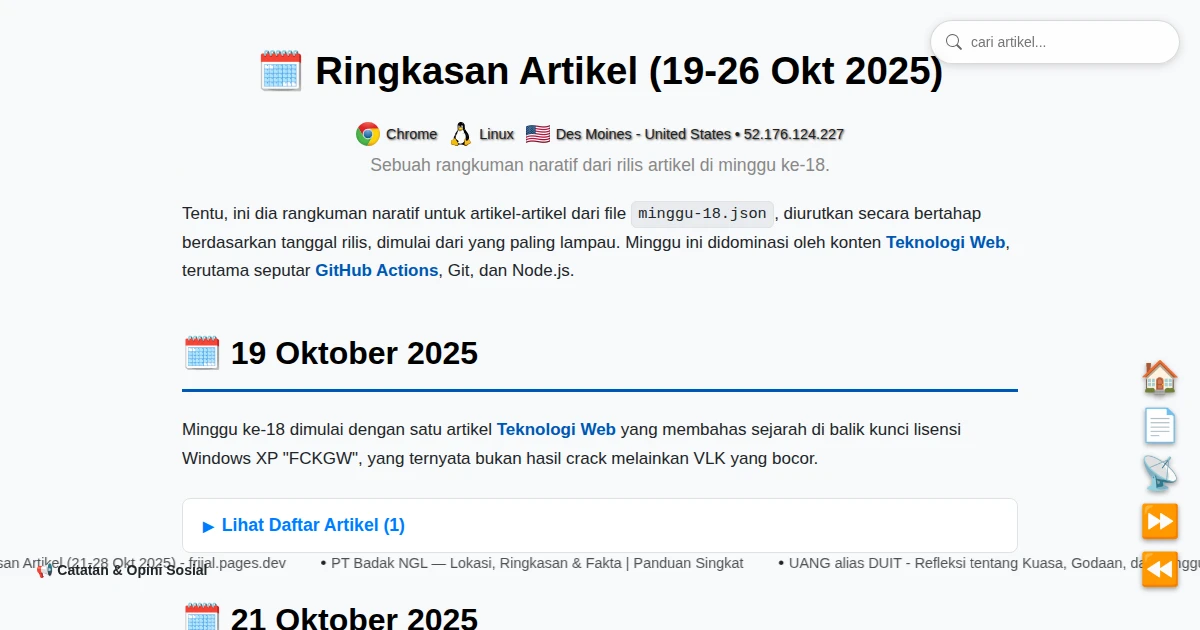 cari artikel...
Ringkasan Artikel (19-26 Okt 2025)
Chrome Linux Des Moines - United States • 52.176.124.227
Sebuah rangkuman naratif dari rilis artikel di minggu ke-18.
Tentu, ini dia rangkuman naratif untuk artikel-artikel dari file minggu-18.json, diurutkan secara bertahap
berdasarkan tanggal rilis, dimulai dari yang paling lampau. Minggu ini didominasi oleh konten Teknologi Web,
terutama seputar GitHub Actions, Git, dan Node.js.
19 Oktober 2025
Minggu ke-18 dimulai dengan satu artikel Teknologi Web yang membahas sejarah di balik kunci lisensi
Windows XP "FCKGW", yang ternyata bukan hasil crack melainkan VLK yang bocor.
▶ Lihat Daftar Artikel (1)
Artikel (21-28 Okt 2025) - frijal.pages.dev • PT Badak NGL — Lokasi, Ringkasan & Fakta | Panduan Singkat • UANG alias DUIT - Refleksi tentang Kuasa, Godaan,
Catatan & Opini Sosial
21 Oktober 2025